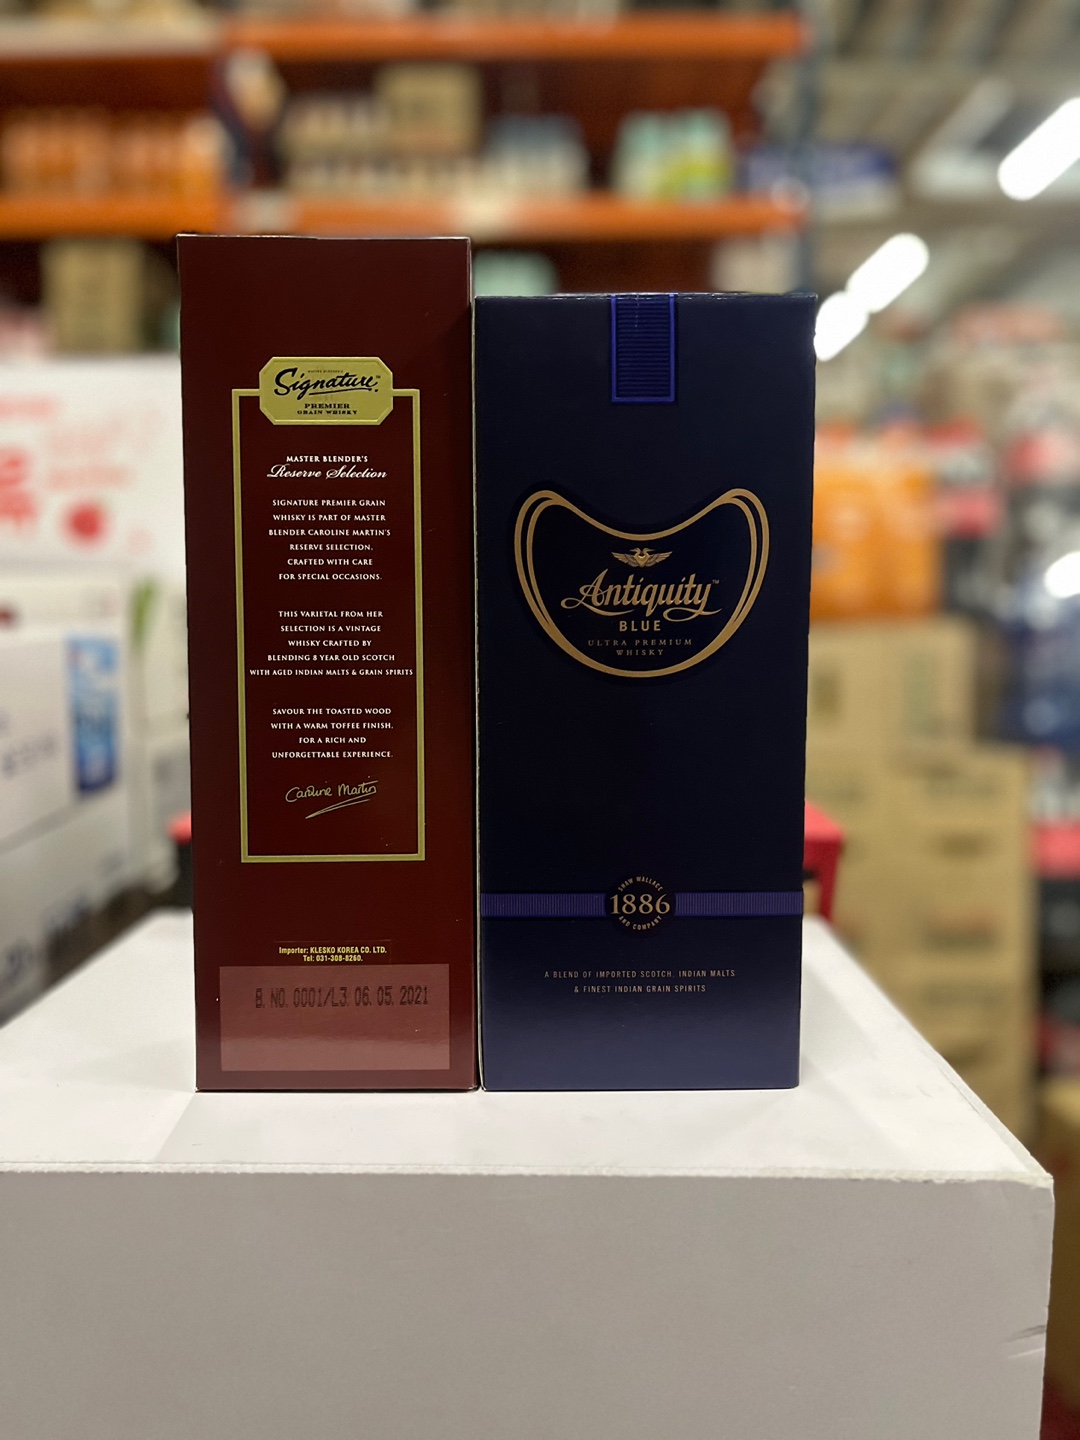 MASTER BLENDER'S
Signature™
PREMIER
GRAIN WHISKY
MASTER BLENDER'S
Reserve Selection
SIGNATURE PREMIER GRAIN
WHISKY IS PART OF MASTER
BLENDER CAROLINE MARTIN'S
RESERVE SELECTION.
CRAFTED WITH CARE
FOR SPECIAL OCCASIONS.
THIS VARIETAL FROM HER
SELECTION IS A VINTAGE
WHISKY CRAFTED BY
BLENDING 8 YEAR OLD SCOTCH
WITH AGED INDIAN MALTS & GRAIN SPIRITS
SAVOUR THE TOASTED WOOD
WITH A WARM TOFFEE FINISH.
FOR A RICH AND
UNFORGETTABLE EXPERIENCE.
Caroline Martin
Importer: KLESKO KOREA CO. LTD.
Tel: 031-308-8260.
B. NO. 0001/L3. 06. 05. 2021
Antiquity™
BLUE
ULTRA PREMIUM
WHISKY
SHAW WALLACE
1886
AND COMPANY
A BLEND OF IMPORTED SCOTCH, INDIAN MALTS
& FINEST INDIAN GRAIN SPIRITS